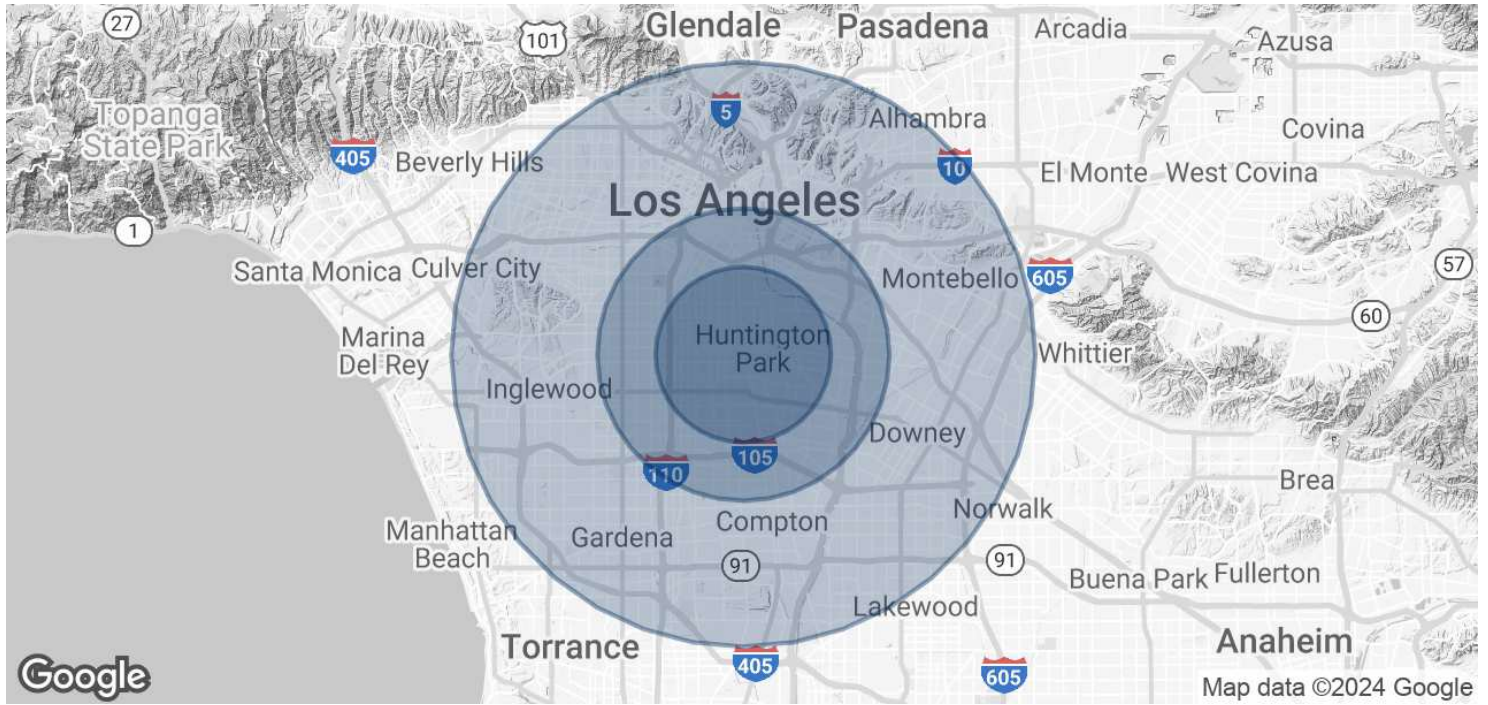 27
101
Glendale
Pasadena
Arcadia
Azusa
Topanga
State Park
5
Alhambra
Covina
405
Beverly Hills
10
El Monte
West Covina
Los Angeles
1
Santa Monica
Culver City
Montebello
605
57
60
Marina
Del Rey
Huntington
Park
Whittier
Inglewood
Downey
110
105
Brea
Manhattan
Beach
Gardena
Compton
Norwalk
91
91
Buena Park
Fullerton
Lakewood
Torrance
405
605
Anaheim
Google
Map data ©2024 Google